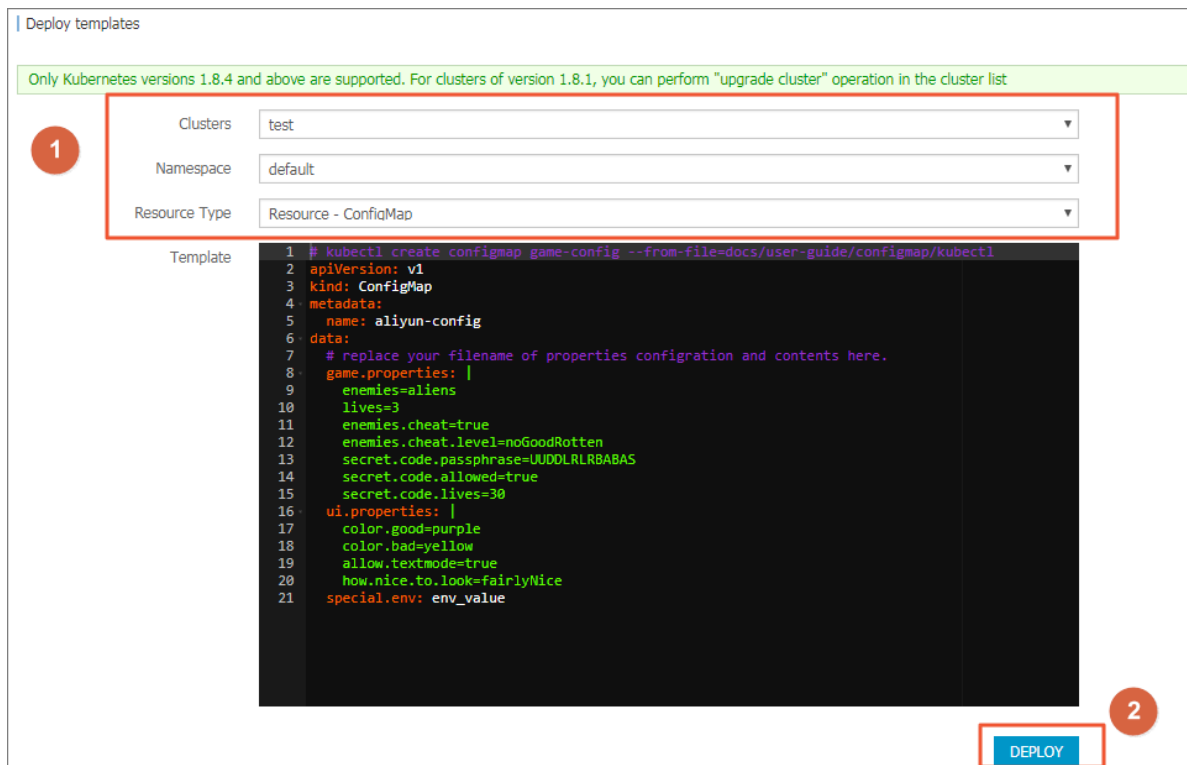 Deploy templates
Only Kubernetes versions 1.8.4 and above are supported. For clusters of version 1.8.1, you can perform "upgrade cluster" operation in the cluster list
1
Clusters test
Namespace default
Resource Type Resource - ConfigMap
Template
1 # kubectl create configmap game-config --from-file=docs/user-guide/configmap/kubectl
2 apiVersion: v1
3 kind: ConfigMap
4 metadata:
5 name: aliyun-config
6 data:
7 # replace your filename of properties configration and contents here.
8 game.properties: |
9 enemies=aliens
10 lives=3
11 enemies.cheat=true
12 enemies.cheat.level=noGoodRotten
13 secret.code.passphrase=UUDDLRLRBABAS
14 secret.code.allowed=true
15 secret.code.lives=30
16 ui.properties: |
17 color.good=purple
18 color.bad=yellow
19 allow.textmode=true
20 how.nice.to.look=fairlyNice
21 special.env: env_value
2
DEPLOY